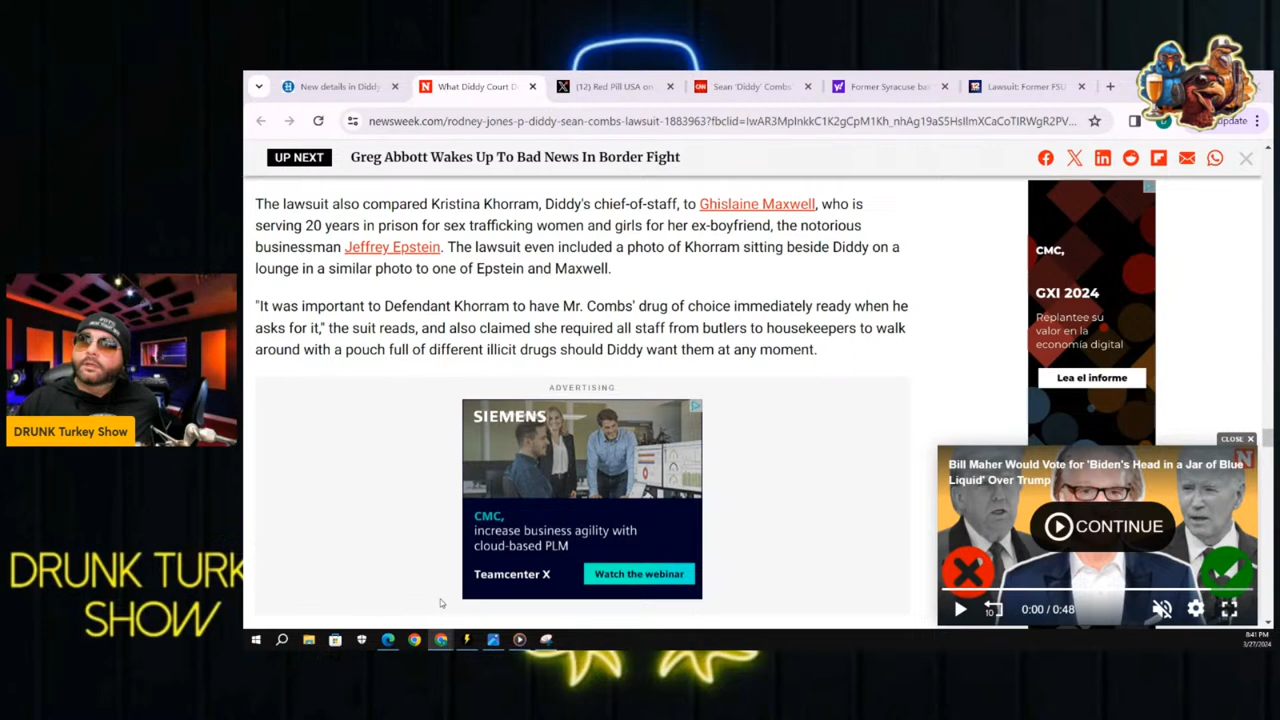 New details in Diddy
What Diddy Court D
(12) Red Pill USA on
Sean 'Diddy' Combs'
Former Syracuse bas
Lawsuit: Former FSU
newsweek.com/rodney-jones-p-diddy-sean-combs-lawsuit-1883963?fbclid=
update
UP NEXT
Greg Abbott Wakes Up To Bad News In Border Fight
The lawsuit also compared Kristina Khorram, Diddy's chief-of-staff, to Ghislaine Maxwell, who is
serving 20 years in prison for sex trafficking women and girls for her ex-boyfriend, the notorious
businessman Jeffrey Epstein. The lawsuit even included a photo of Khorram sitting beside Diddy on a
lounge in a similar photo to one of Epstein and Maxwell.
"It was important to Defendant Khorram to have Mr. Combs' drug of choice immediately ready when he
asks for it," the suit reads, and also claimed she required all staff from butlers to housekeepers to walk
around with a pouch full of different illicit drugs should Diddy want them at any moment.
ADVERTISING
SIEMENS
CMC,
increase business agility with
cloud-based PLM
Teamcenter X
Watch the webinar
CMC,
GXI 2024
Replantee su
valor en la
economía digital
Lea el informe
CLOSE X
Bill Maher Would Vote for 'Biden's Head in a Jar of Blue
Liquid' Over Trump
CONTINUE
10
0:00 / 0:48
8:41 PM
3/27/2024
DRUNK Turkey Show
DRUNK TURK
SHOW